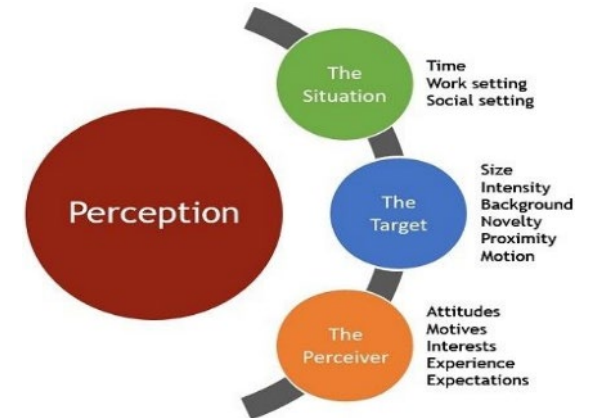 Perception
The
Situation
Time
Work setting
Social setting
The
Target
Size
Intensity
Background
Novelty
Proximity
Motion
The
Perceiver
Attitudes
Motives
Interests
Experience
Expectations